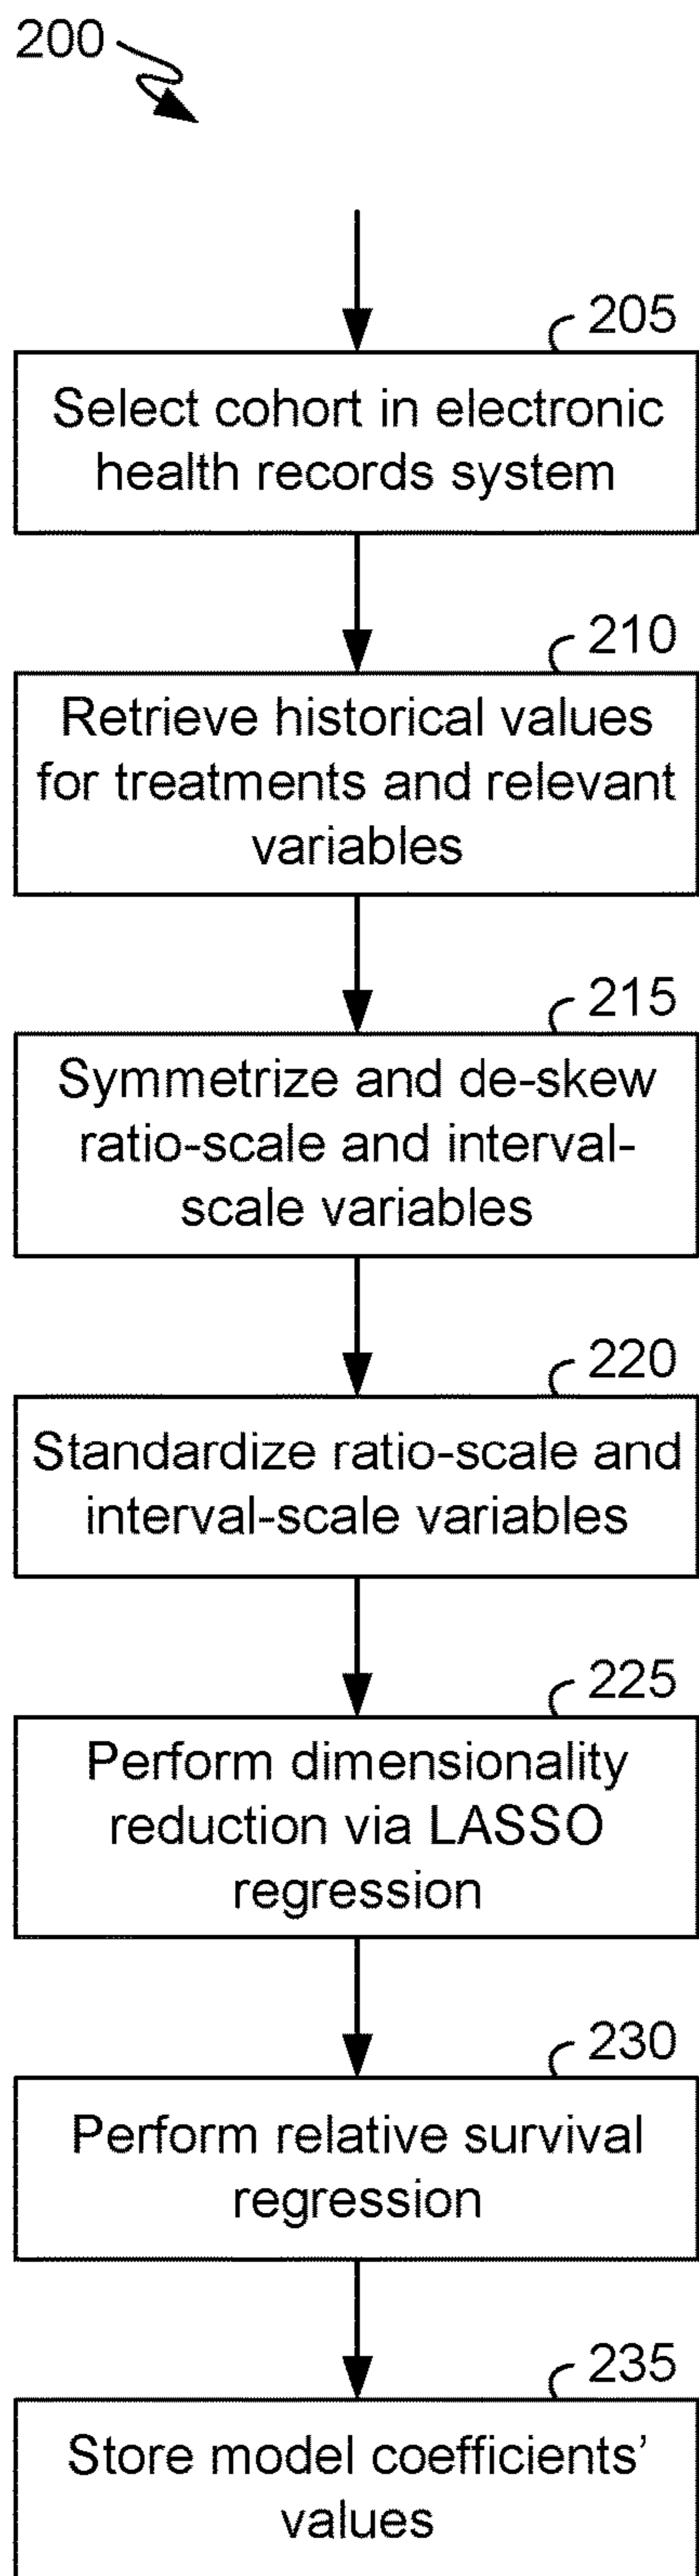 200
205
Select cohort in electronic
health records system
210
Retrieve historical values
for treatments and relevant
variables
215
Symmetrize and de-skew
ratio-scale and interval-
scale variables
220
Standardize ratio-scale and
interval-scale variables
225
Perform dimensionality
reduction via LASSO
regression
230
Perform relative survival
regression
235
Store model coefficients’
values